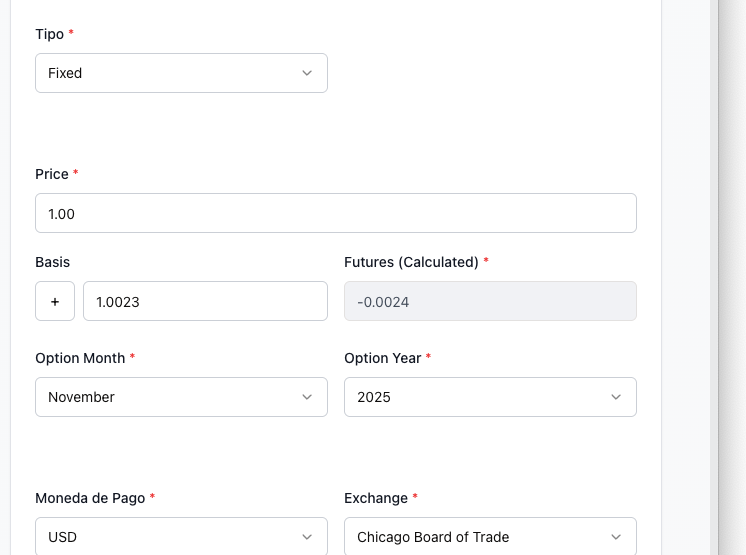 Tipo *
Fixed
Price *
1.00
Basis
Futures (Calculated) *
+
1.0023
-0.0024
Option Month *
Option Year *
November
2025
Moneda de Pago *
Exchange *
USD
Chicago Board of Trade